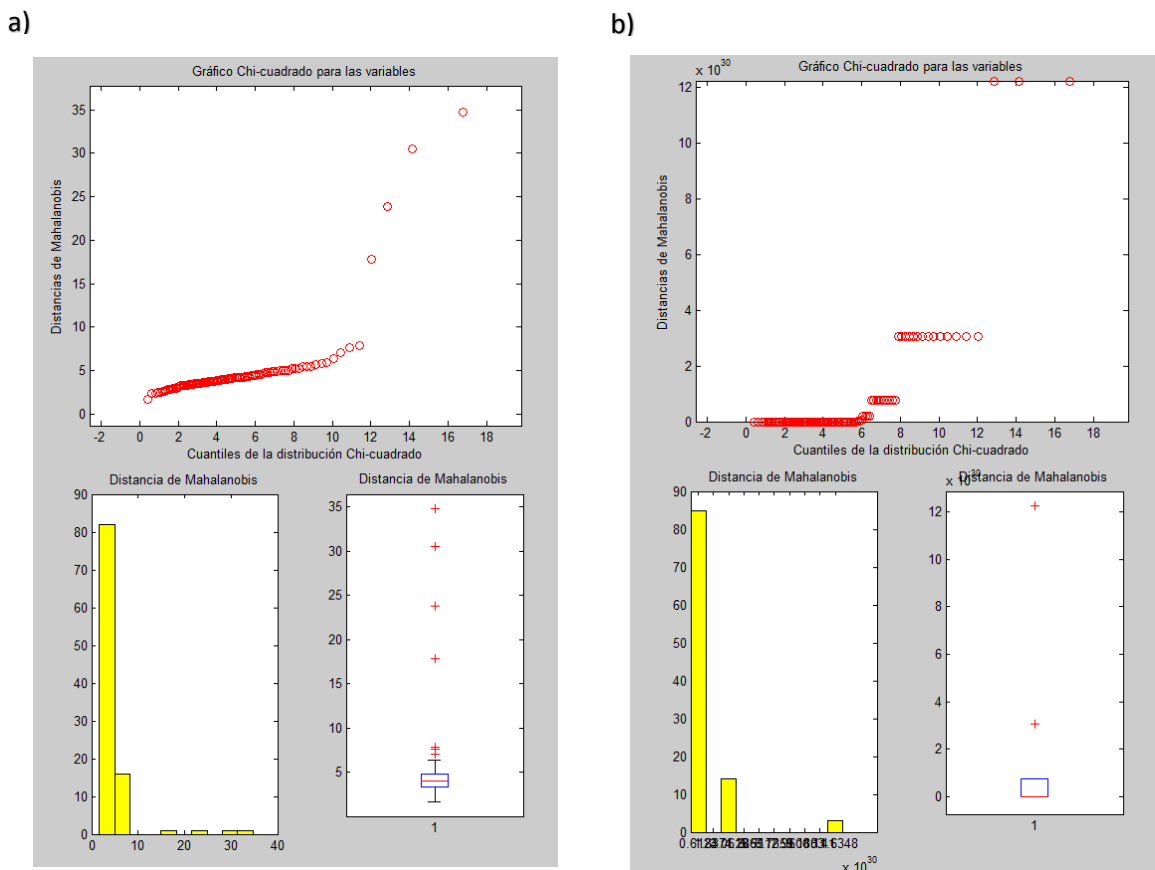 a)
Gráfico Chi-cuadrado para las variables
Distancias de Mahalanobis
35
30
25
20
15
10
5
0
-2 0 2 4 6 8 10 12 14 16 18
Cuantiles de la distribución Chi-cuadrado
Distancia de Mahalanobis
90
80
70
60
50
40
30
20
10
0
0 10 20 30 40
Distancia de Mahalanobis
35
30
25
20
15
10
5
1
b)
x 10^30
Gráfico Chi-cuadrado para las variables
Distancias de Mahalanobis
12
10
8
6
4
2
0
-2 0 2 4 6 8 10 12 14 16 18
Cuantiles de la distribución Chi-cuadrado
Distancia de Mahalanobis
90
80
70
60
50
40
30
20
10
0
x 10^30
Distancia de Mahalanobis
x 10^30
12
10
8
6
4
2
0
1